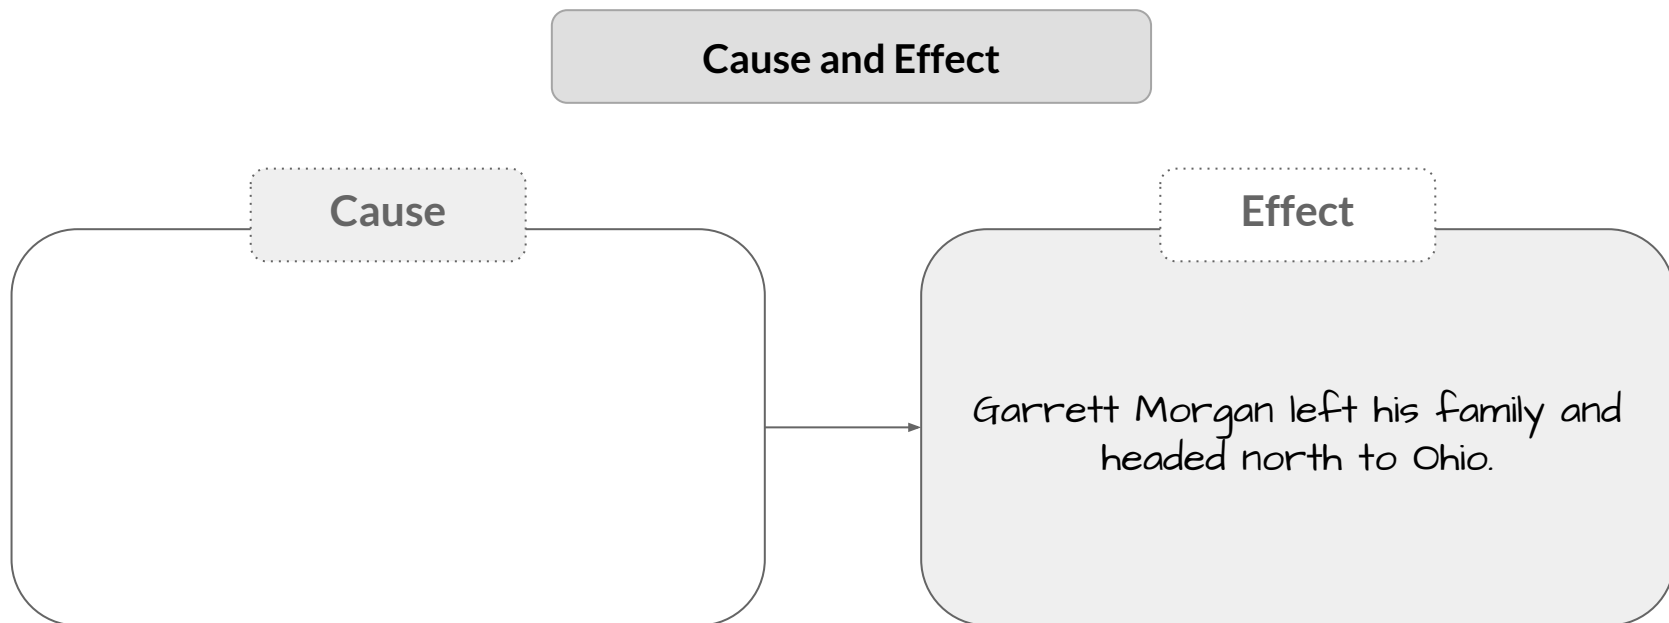 Cause and Effect
Cause
Effect
Garrett Morgan left his family and
headed north to Ohio.